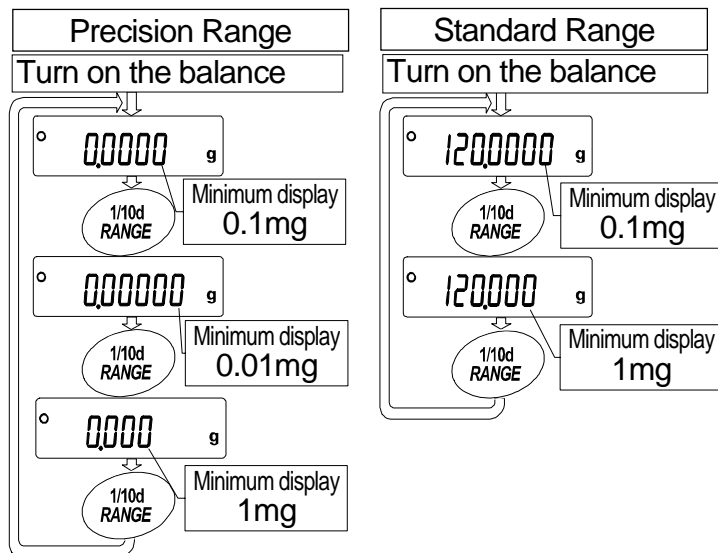 Precision Range
Turn on the balance
0.0000 g
1/10d
RANGE
Minimum display
0.1mg
0.00000 g
1/10d
RANGE
Minimum display
0.01mg
0.000 g
1/10d
RANGE
Minimum display
1mg
Standard Range
Turn on the balance
120.0000 g
1/10d
RANGE
Minimum display
0.1mg
120.000 g
1/10d
RANGE
Minimum display
1mg